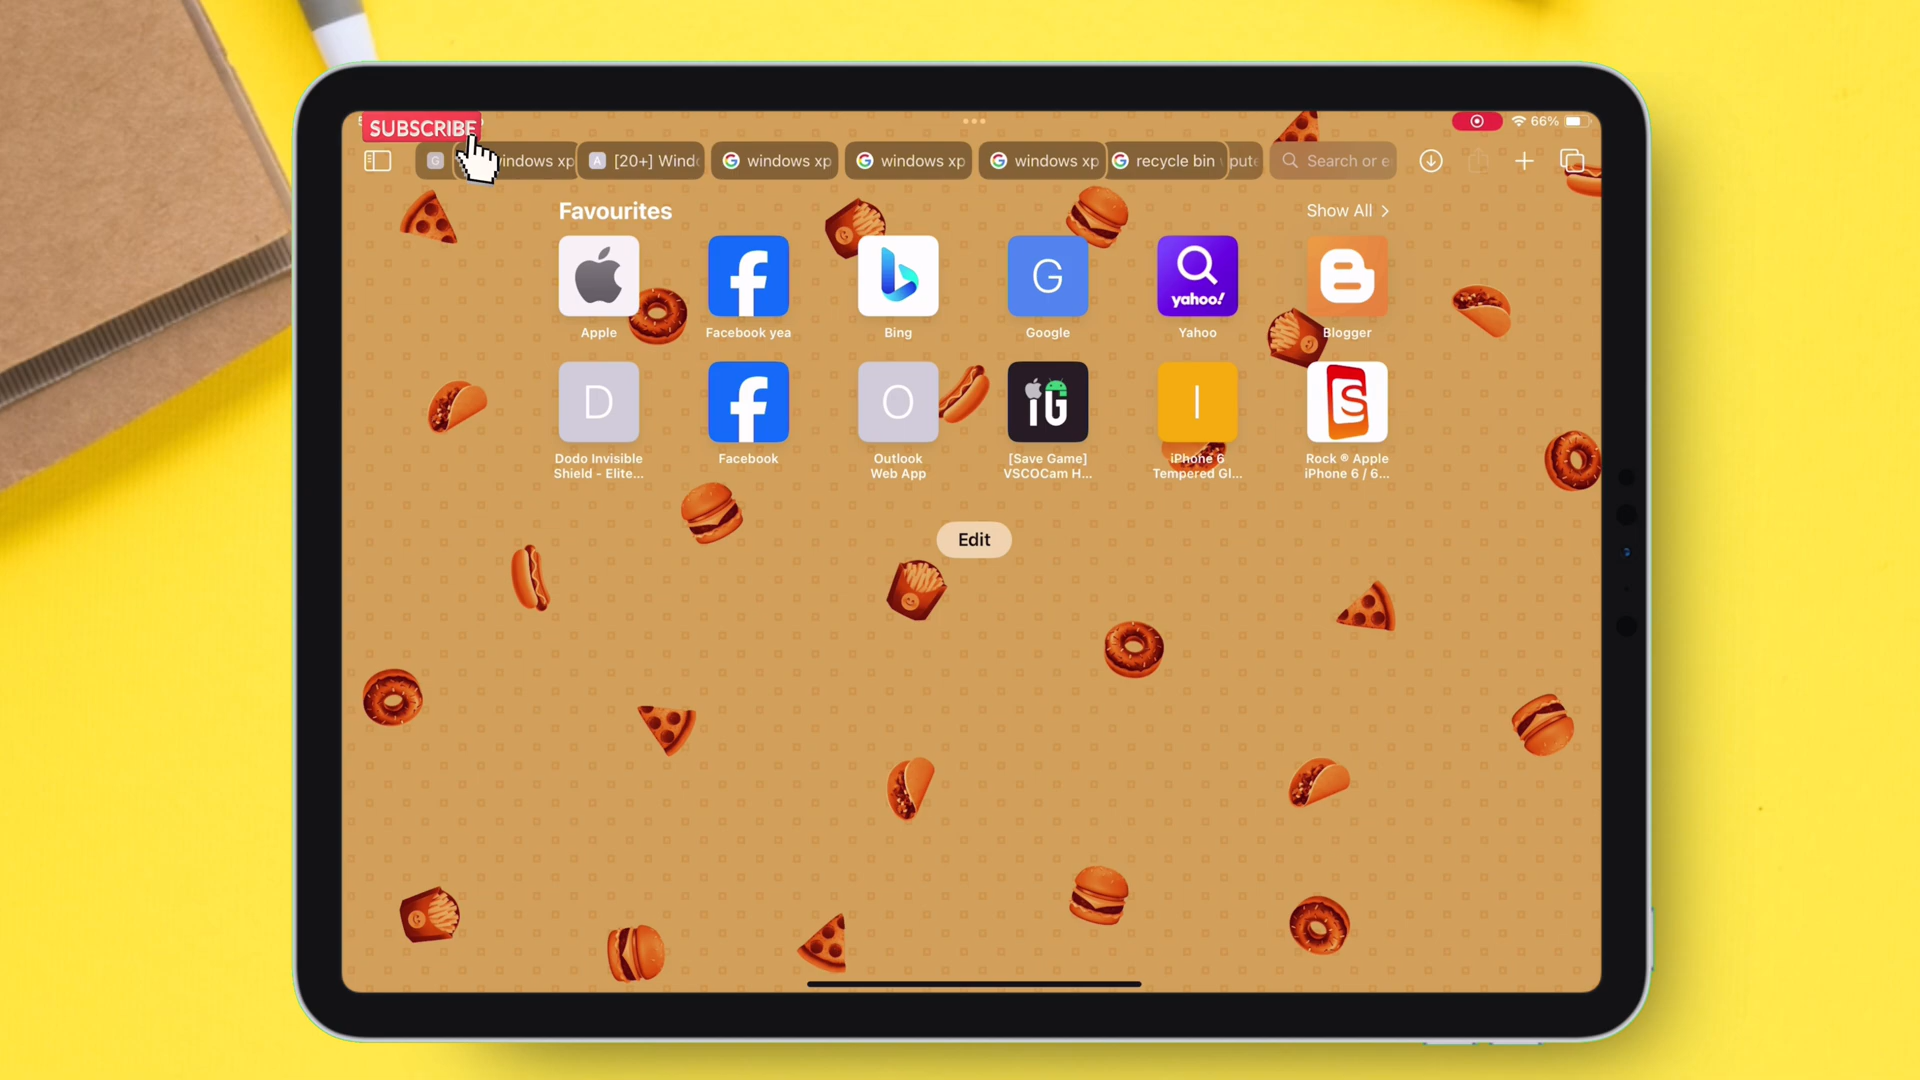 SUBSCRIBE
66%
G
indows xp
A [20+] Wind
windows xp
windows xp
windows xp
recycle bin
Search or e
Favourites
Show All
yahoo!
G
Apple
Facebook yea
Bing
Google
Yahoo
Blogger
D
O
iG
I
S
Dodo Invisible
Shield - Elite...
Facebook
Outlook
Web App
[Save Game]
VSCOCam H...
iPhone 6
Tempered Gl...
Rock ® Apple
iPhone 6 / 6...
Edit